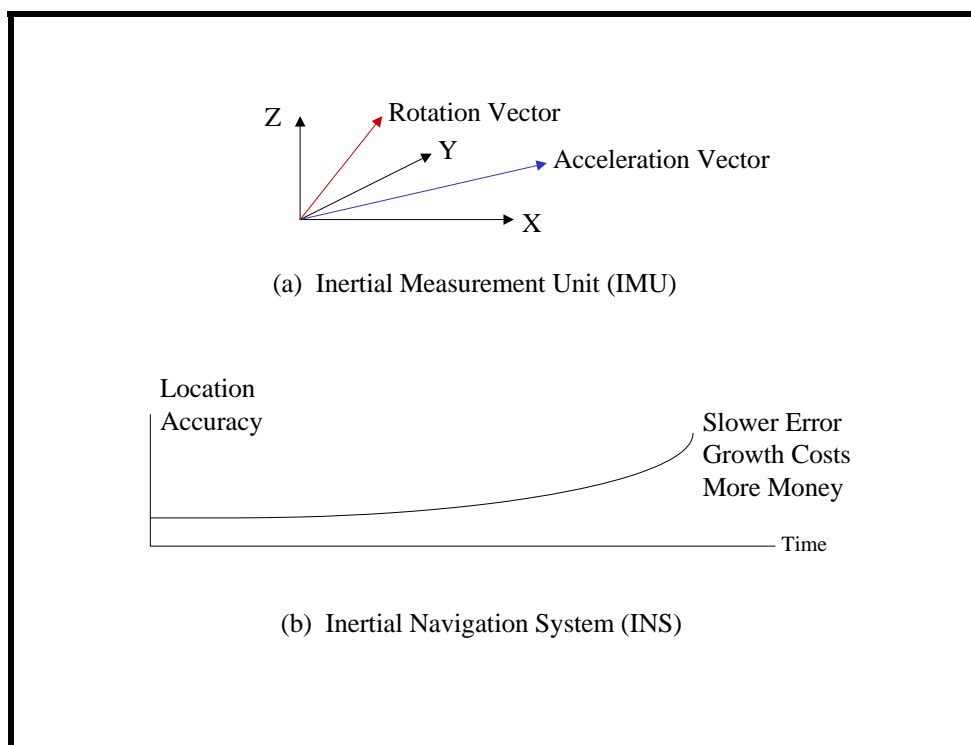 Z
Rotation Vector
Y
Acceleration Vector
X
(a) Inertial Measurement Unit (IMU)
Location
Accuracy
Slower Error
Growth Costs
More Money
Time
(b) Inertial Navigation System (INS)